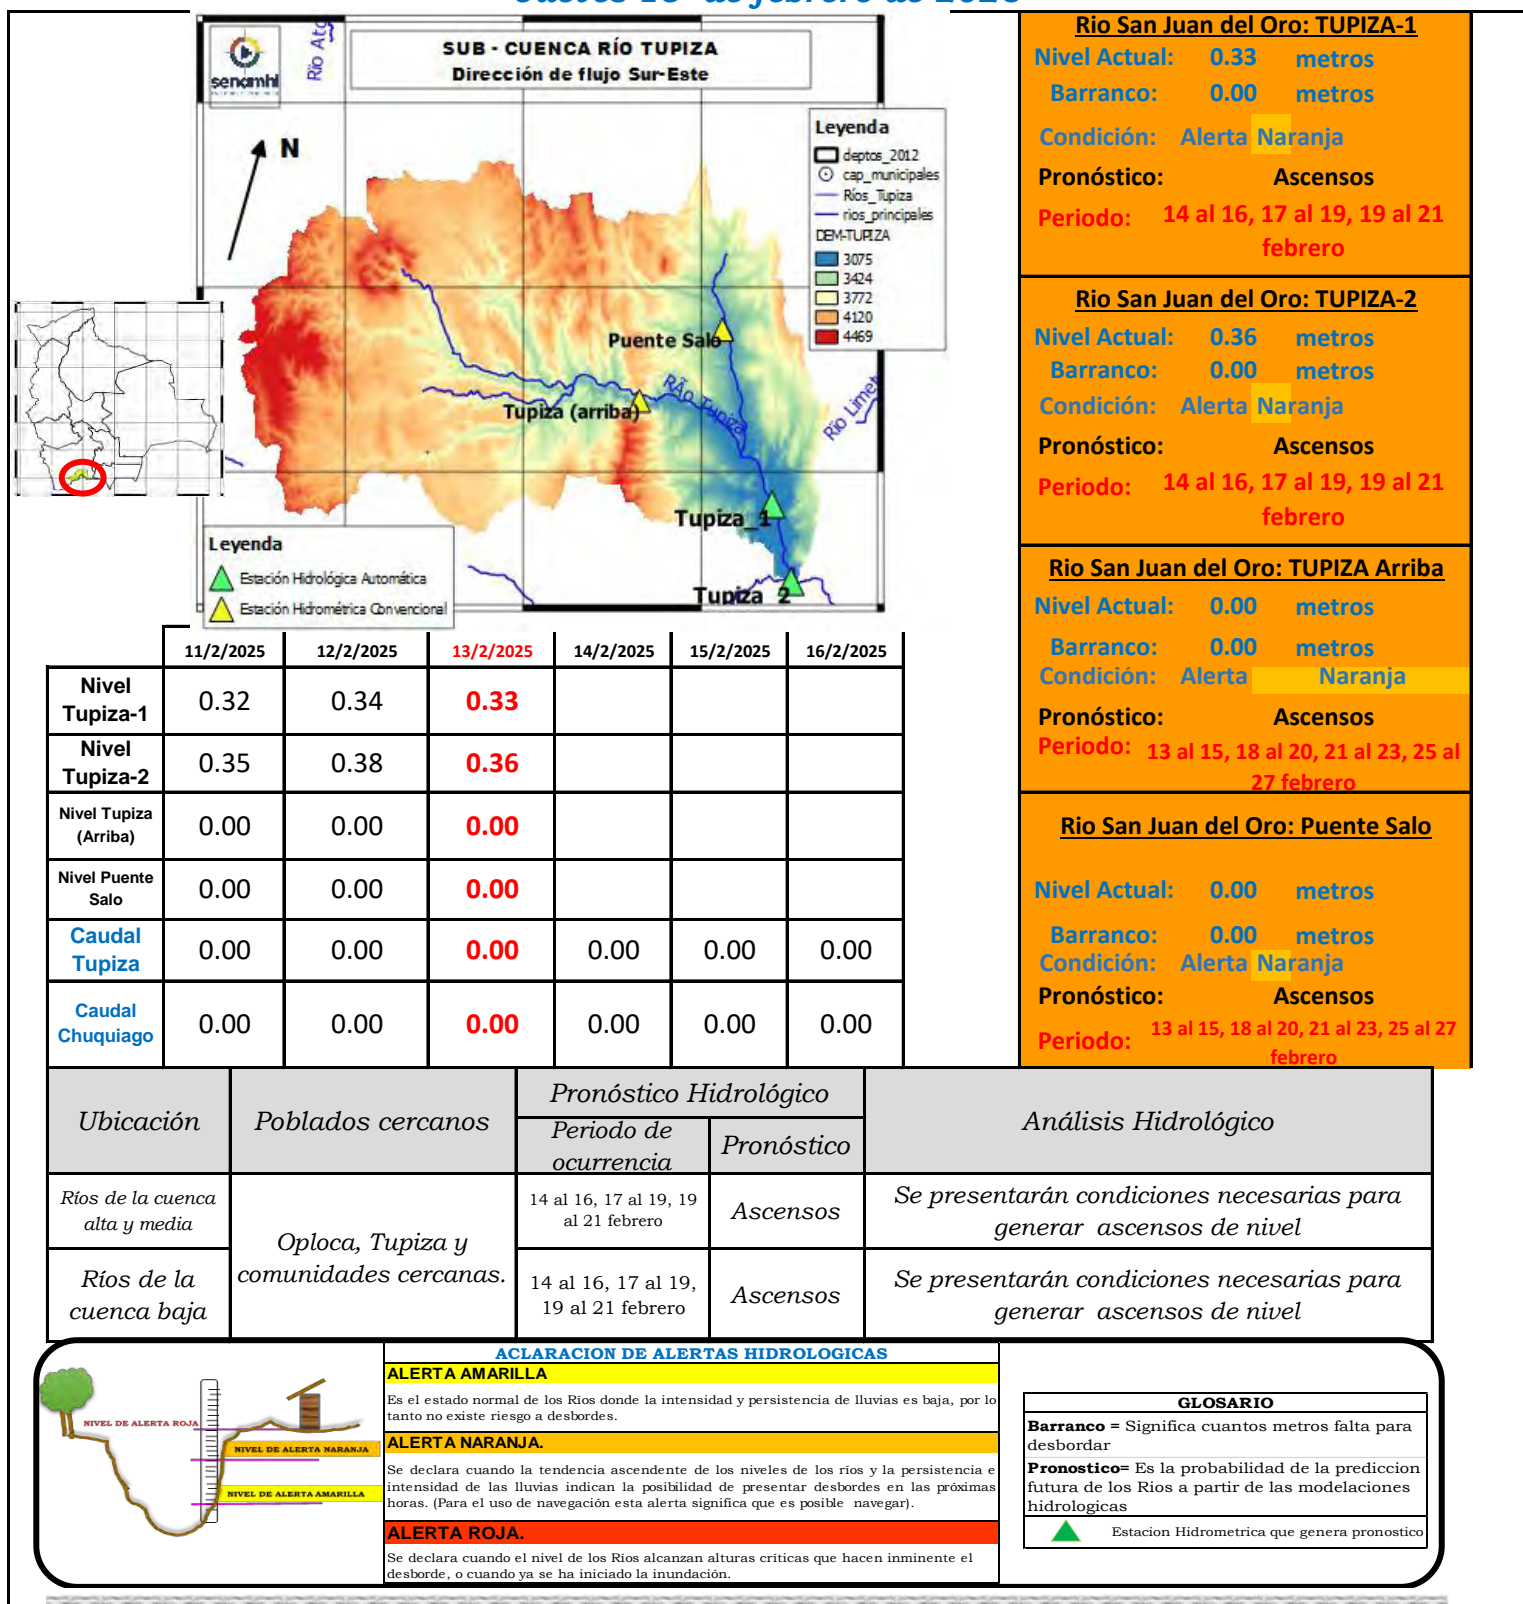 SUB - CUENCA RÍO TUPIZA
Dirección de flujo Sur-Este
senamhi
N
Leyenda
deptos_2012
cap_municipales
Ríos_Tupiza
rios_principales
DEM-TUPIZA
3075
3424
3772
4120
4469
Puente Salo
Tupiza (arriba)
RÃo Tupiza
Tupiza_1
Tupiza_2
Leyenda
Estación Hidrológica Automática
Estación Hidrométrica Convencional
Rio San Juan del Oro: TUPIZA-1
Nivel Actual: 0.33 metros
Barranco: 0.00 metros
Condición: Alerta Naranja
Pronóstico: Ascensos
Periodo: 14 al 16, 17 al 19, 19 al 21
febrero
Rio San Juan del Oro: TUPIZA-2
Nivel Actual: 0.36 metros
Barranco: 0.00 metros
Condición: Alerta Naranja
Pronóstico: Ascensos
Periodo: 14 al 16, 17 al 19, 19 al 21
febrero
Rio San Juan del Oro: TUPIZA Arriba
Nivel Actual: 0.00 metros
Barranco: 0.00 metros
Condición: Alerta Naranja
Pronóstico: Ascensos
Periodo: 13 al 15, 18 al 20, 21 al 23, 25 al
27 febrero
Rio San Juan del Oro: Puente Salo
Nivel Actual: 0.00 metros
Barranco: 0.00 metros
Condición: Alerta Naranja
Pronóstico: Ascensos
Periodo: 13 al 15, 18 al 20, 21 al 23, 25 al 27
febrero
11/2/2025 12/2/2025 13/2/2025 14/2/2025 15/2/2025 16/2/2025
Nivel
Tupiza-1 0.32 0.34 0.33
Nivel
Tupiza-2 0.35 0.38 0.36
Nivel Tupiza
(Arriba) 0.00 0.00 0.00
Nivel Puente
Salo 0.00 0.00 0.00
Caudal
Tupiza 0.00 0.00 0.00 0.00 0.00 0.00
Caudal
Chuquiago 0.00 0.00 0.00 0.00 0.00 0.00
Ubicación Poblados cercanos Pronóstico Hidrológico Análisis Hidrológico
Periodo de
ocurrencia Pronóstico
Ríos de la cuenca
alta y media
14 al 16, 17 al 19, 19
al 21 febrero
Ascensos
Se presentarán condiciones necesarias para
generar ascensos de nivel
Oploca, Tupiza y
comunidades cercanas.
Ríos de la
cuenca baja
14 al 16, 17 al 19,
19 al 21 febrero
Ascensos
Se presentarán condiciones necesarias para
generar ascensos de nivel
NIVEL DE ALERTA ROJA
NIVEL DE ALERTA NARANJA
NIVEL DE ALERTA AMARILLA
ACLARACION DE ALERTAS HIDROLOGICAS
ALERTA AMARILLA
Es el estado normal de los Rios donde la intensidad y persistencia de lluvias es baja, por lo
tanto no existe riesgo a desbordes.
ALERTA NARANJA.
Se declara cuando la tendencia ascendente de los niveles de los ríos y la persistencia e
intensidad de las lluvias indican la posibilidad de presentar desbordes en las próximas
horas. (Para el uso de navegación esta alerta significa que es posible navegar).
ALERTA ROJA.
Se declara cuando el nivel de los Ríos alcanzan alturas críticas que hacen inminente el
desborde, o cuando ya se ha iniciado la inundación.
GLOSARIO
Barranco = Significa cuantos metros falta para
desbordar
Pronostico= Es la probabilidad de la prediccion
futura de los Rios a partir de las modelaciones
hidrologicas
Estacion Hidrometrica que genera pronostico